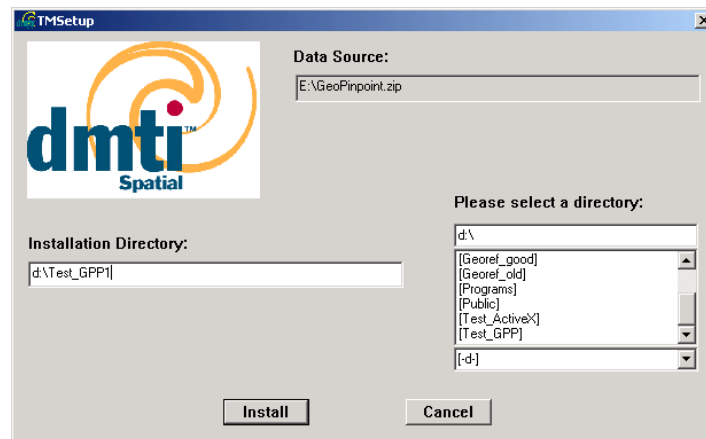 TMSetup
dmti™
Spatial
Data Source:
E:\GeoPinpoint.zip
Please select a directory:
d:\
[Georef_good]
[Georef_old]
[Programs]
[Public]
[Test_ActiveX]
[Test_GPP]
[-d-]
Installation Directory:
d:\Test_GPP1
Install
Cancel